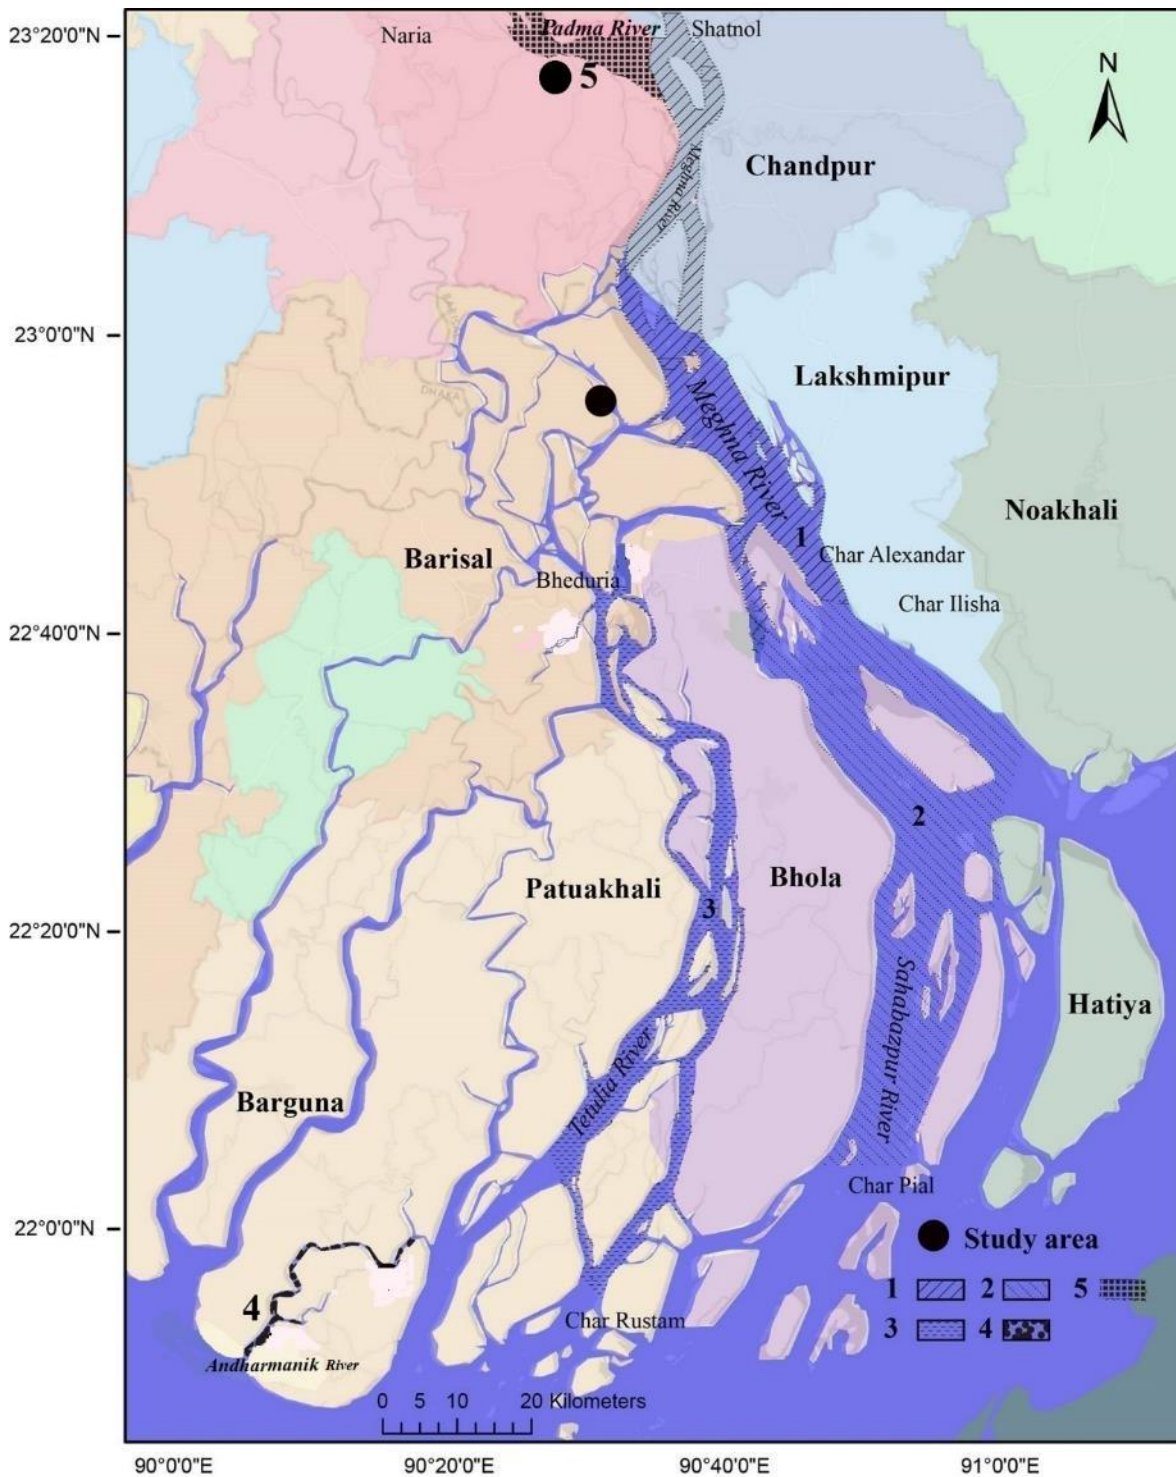 23°20'0"N
Naria
Padma River
Shatnol
N
5
Meghna River
Chandpur
23°0'0"N
Lakshmipur
DHAKA
Meghna River
Noakhali
1
Barisal
Char Alexandar
Bheduria
Char Ilisha
22°40'0"N
2
Patuakhali
Bhola
3
22°20'0"N
Sahabazpur River
Hatiya
Tetulia River
Barguna
Char Pial
22°0'0"N
Study area
1 2 5
3 4
4
Char Rustam
Andharmanik River
0 5 10 20 Kilometers
90°0'0"E 90°20'0"E 90°40'0"E 91°0'0"E